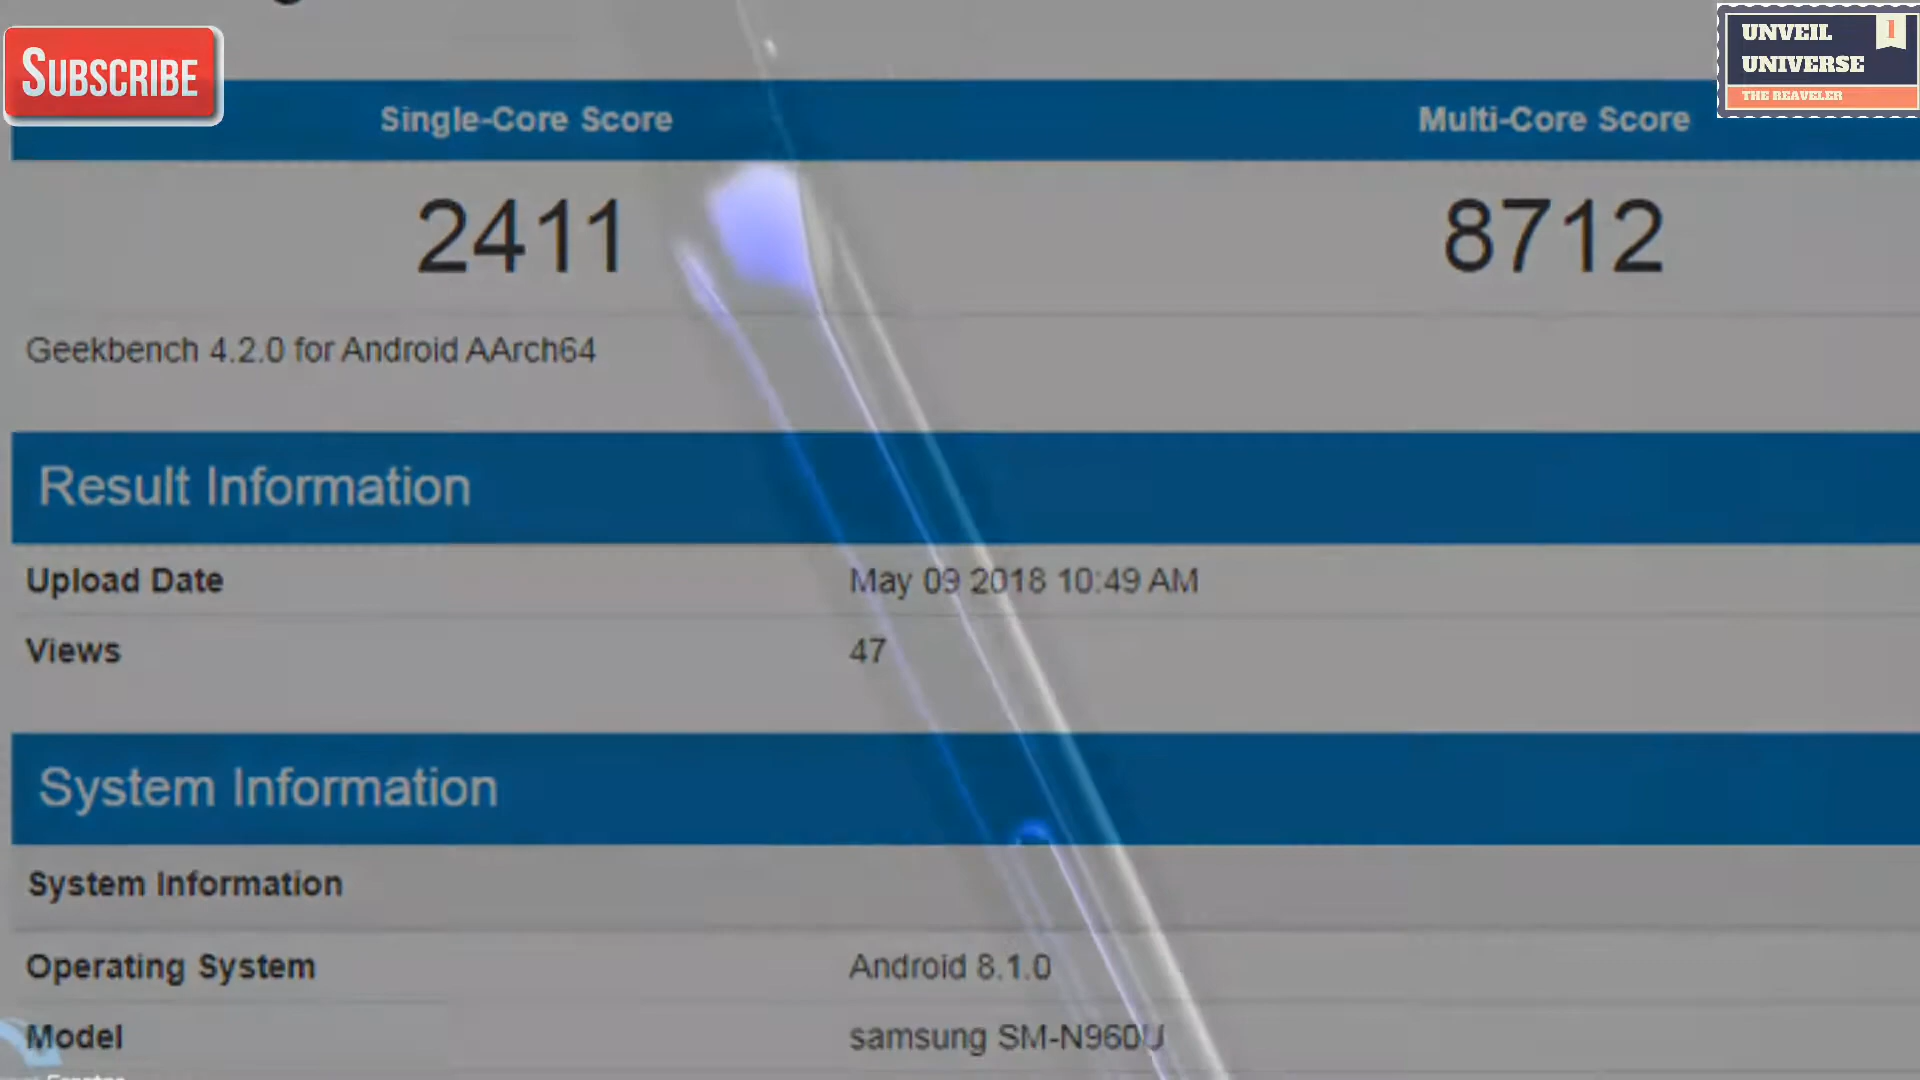 SUBSCRIBE
UNVEIL
UNIVERSE
1
THE REAVELER
Single-Core Score
Multi-Core Score
2411
8712
Geekbench 4.2.0 for Android AArch64
Result Information
Upload Date
May 09 2018 10:49 AM
Views
47
System Information
System Information
Operating System
Android 8.1.0
Model
samsung SM-N960U